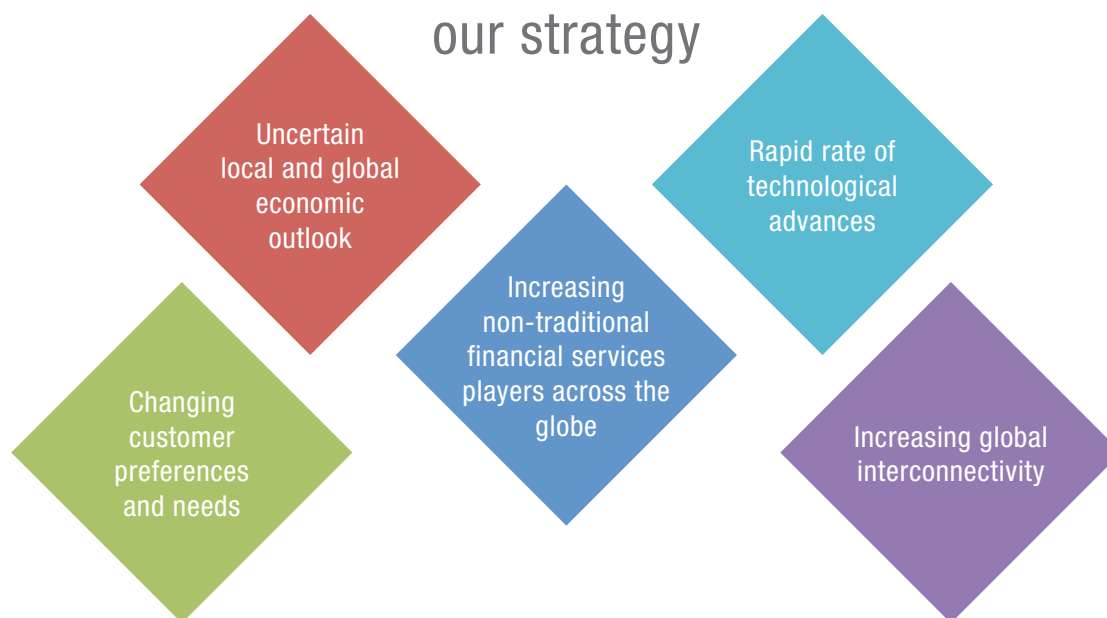 our strategy
Uncertain
local and global
economic
outlook
Rapid rate of
technological
advances
Increasing
non-traditional
financial services
players across the
globe
Changing
customer
preferences
and needs
Increasing global
interconnectivity